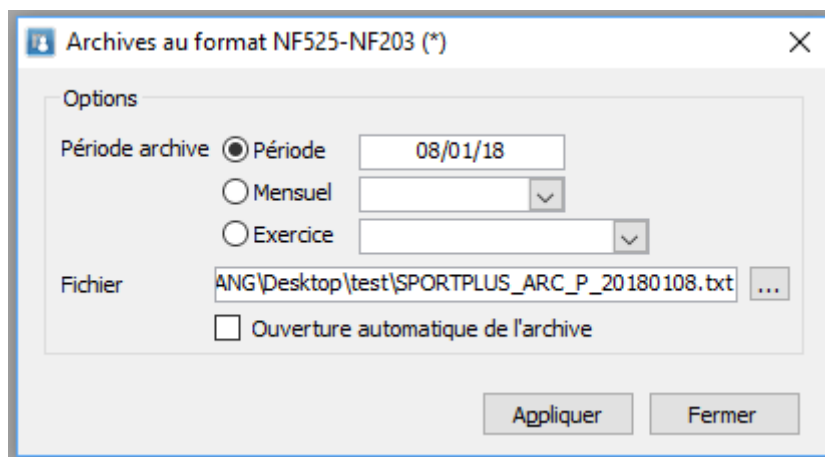 Archives au format NF525-NF203 (*)
Options
Période archive Période 08/01/18
Mensuel
Exercice
Fichier ANG\Desktop\test\SPORTPLUS_ARC_P_20180108.txt ...
Ouverture automatique de l'archive
Appliquer Fermer